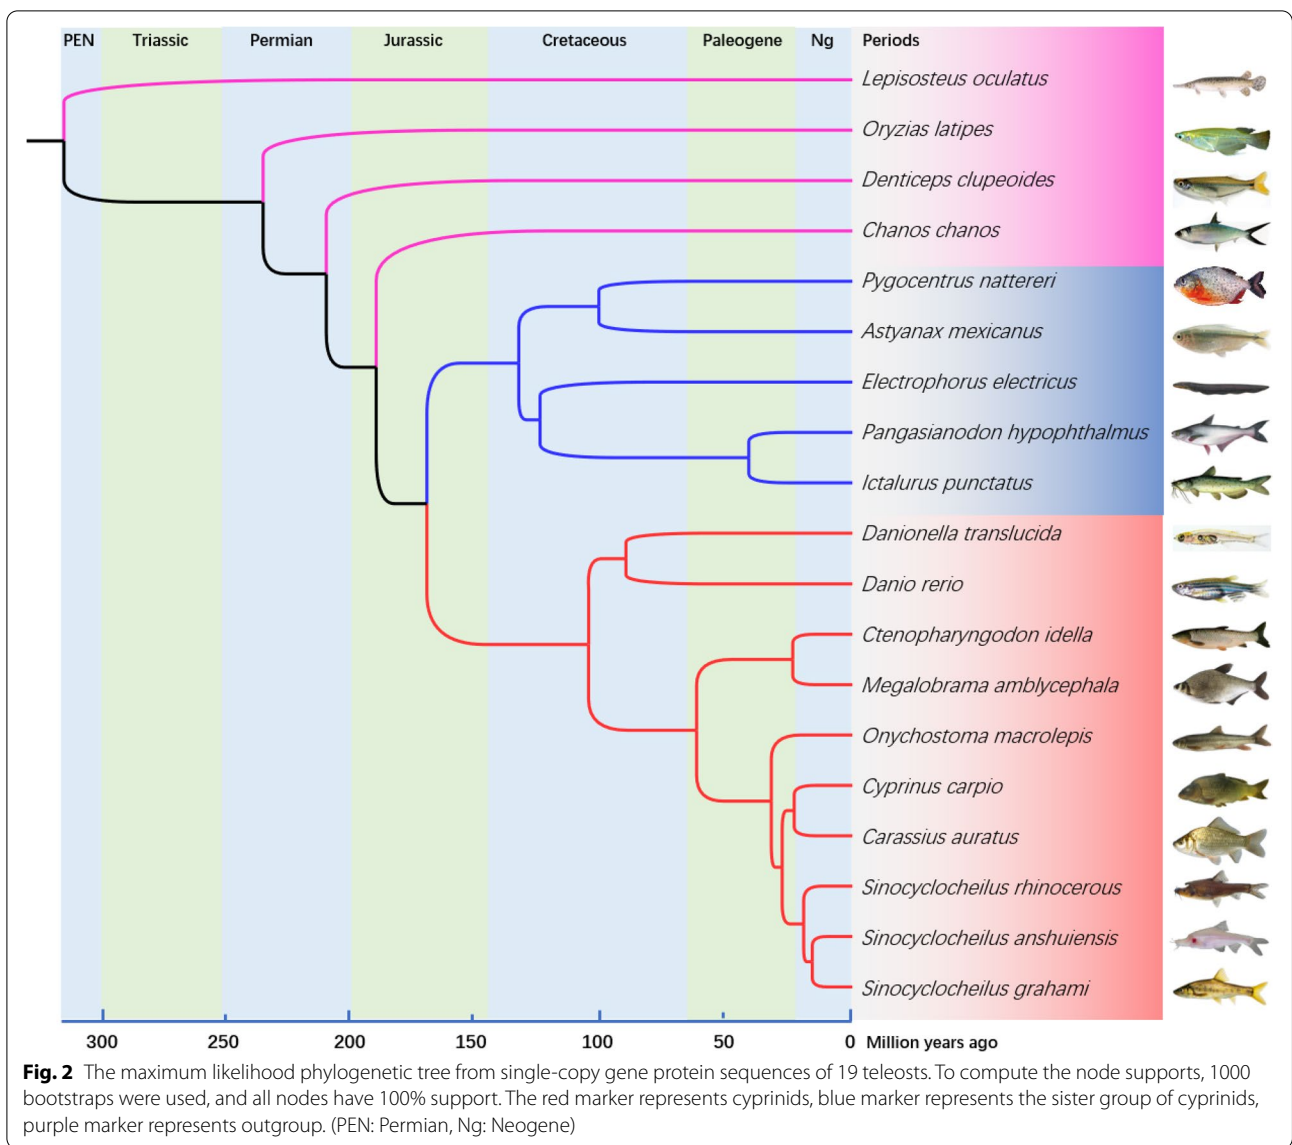 PEN Triassic Permian Jurassic Cretaceous Paleogene Ng Periods
Lepisosteus oculatus
Oryzias latipes
Denticeps clupeoides
Chanos chanos
Pygocentrus nattereri
Astyanax mexicanus
Electrophorus electricus
Pangasianodon hypophthalmus
Ictalurus punctatus
Danionella translucida
Danio rerio
Ctenopharyngodon idella
Megalobrama amblycephala
Onychostoma macrolepis
Cyprinus carpio
Carassius auratus
Sinocyclocheilus rhinocerous
Sinocyclocheilus anshuiensis
Sinocyclocheilus grahami
300 250 200 150 100 50 0 Million years ago
Fig. 2 The maximum likelihood phylogenetic tree from single-copy gene protein sequences of 19 teleosts. To compute the node supports, 1000
bootstraps were used, and all nodes have 100% support. The red marker represents cyprinids, blue marker represents the sister group of cyprinids,
purple marker represents outgroup. (PEN: Permian, Ng: Neogene)